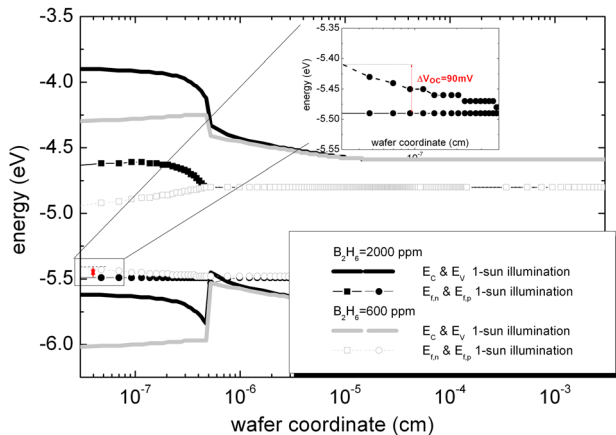 -4.0
-4.5
-5.0
-5.5
-6.0
energy (eV)
10⁻⁷
10⁻⁶
10⁻⁵
10⁻⁴
10⁻³
wafer coordinate (cm)
-5.35
-5.40
-5.45
-5.50
-5.55
energy (eV)
ΔVoc=90mV
10⁻⁷
wafer coordinate (cm)
B₂H₆=2000 ppm
E_C & E_V 1-sun illumination
E_f,n & E_f,p 1-sun illumination
B₂H₆=600 ppm
E_C & E_V 1-sun illumination
E_f,n & E_f,p 1-sun illumination